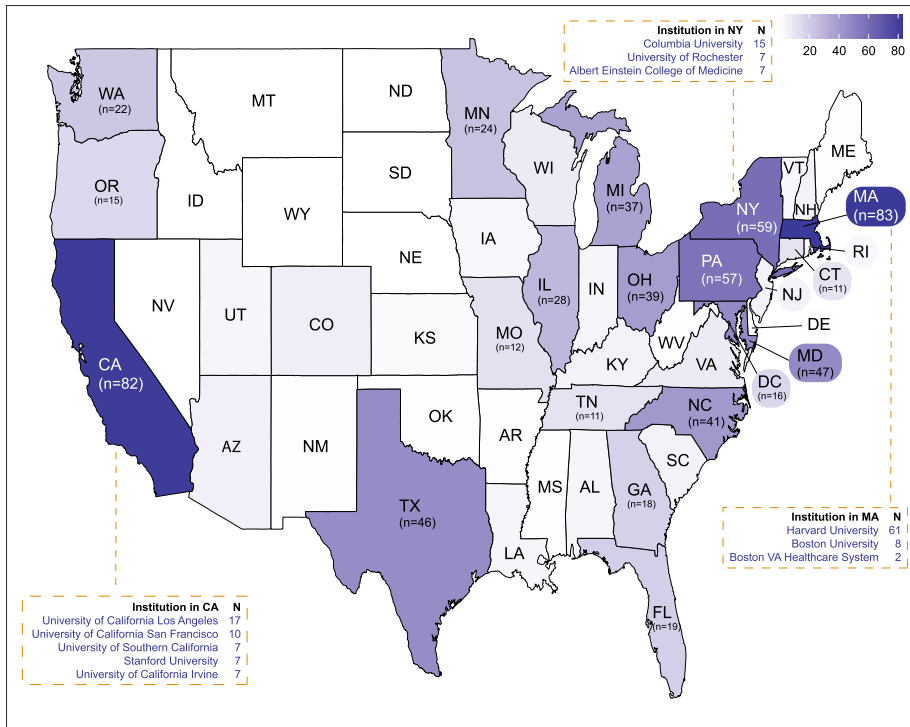 Institution in NY N
Columbia University 15
University of Rochester 7
Albert Einstein College of Medicine 7
20 40 60 80
WA
(n=22)
MT
ND
MN
(n=24)
OR
(n=15)
ID
SD
WI
MI
(n=37)
VT
ME
NH
NY
(n=59)
MA
(n=83)
WY
IA
NE
PA
(n=57)
RI
CT
(n=11)
NJ
NV
UT
CO
IL
(n=28)
IN
OH
(n=39)
DE
KS
MO
(n=12)
WV
VA
MD
(n=47)
CA
(n=82)
KY
DC
(n=16)
TN
(n=11)
NC
(n=41)
AZ
NM
OK
AR
SC
MS
AL
GA
(n=18)
TX
(n=46)
LA
FL
(n=19)
Institution in MA N
Harvard University 61
Boston University 8
Boston VA Healthcare System 2
Institution in CA N
University of California Los Angeles 17
University of California San Francisco 10
University of Southern California 7
Stanford University 7
University of California Irvine 7